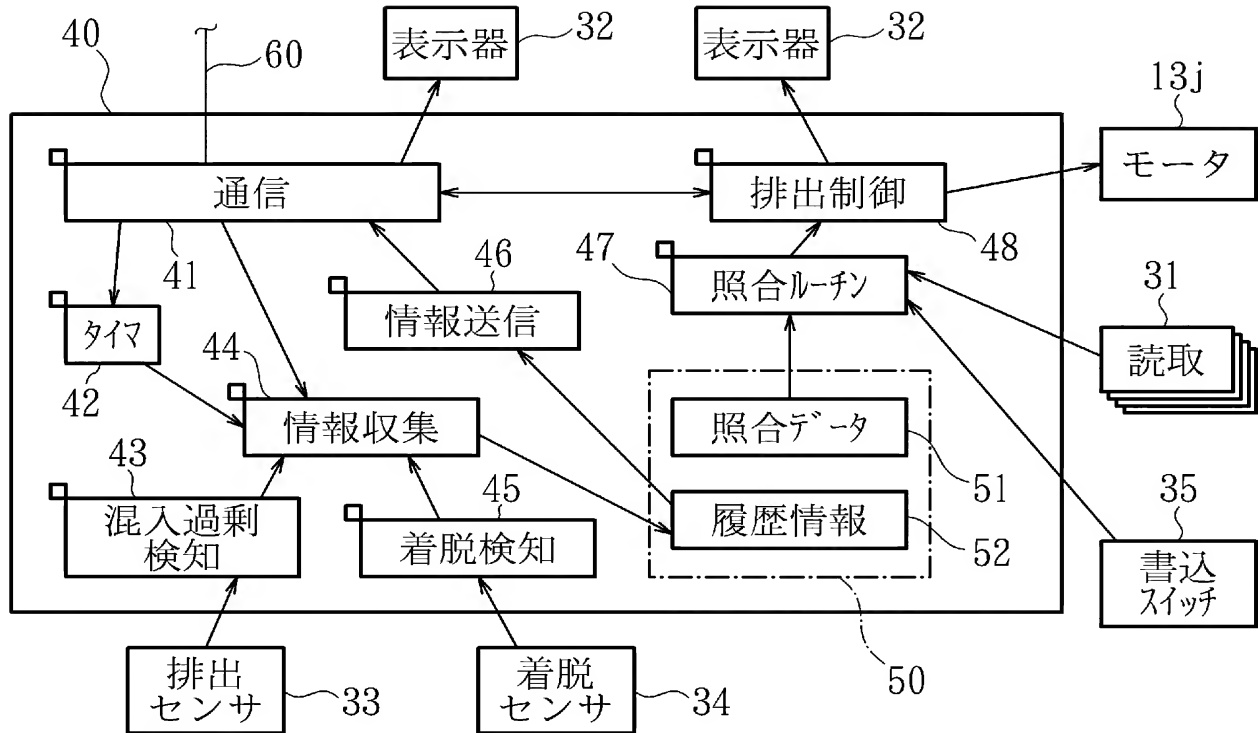 表示器
32
表示器
32
60
40
13j
モータ
通信
排出制御
41
46
47
48
照合ルーチン
情報送信
31
タイマ
44
読取
42
情報収集
照合データ
43
45
51
35
混入過剰
検知
着脱検知
履歴情報
52
書込
スイッチ
排出
センサ
33
着脱
センサ
34
50